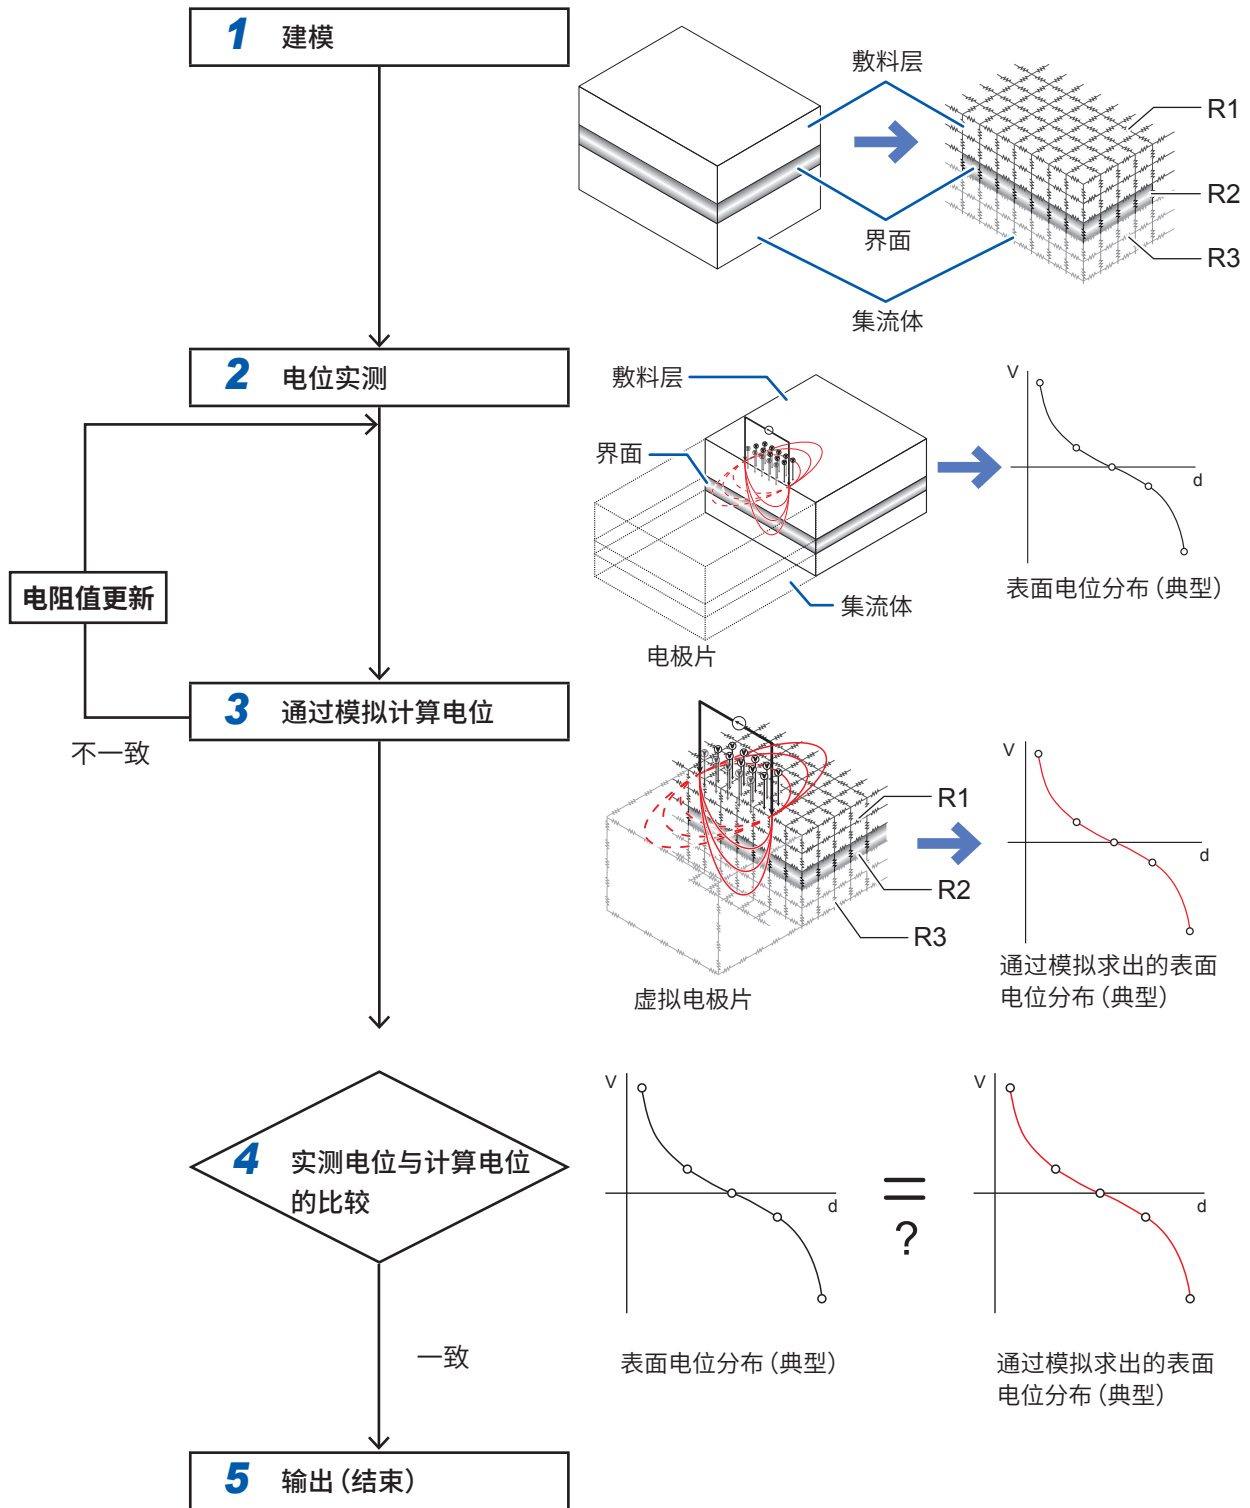 1 建模
敷料层
R1
R2
界面
R3
集流体
2 电位实测
敷料层
界面
集流体
电极片
V
d
表面电位分布（典型）
电阻值更新
3 通过模拟计算电位
不一致
R1
R2
R3
虚拟电极片
V
d
通过模拟求出的表面
电位分布（典型）
4 实测电位与计算电位
的比较
V
d
表面电位分布（典型）
=
?
V
d
通过模拟求出的表面
电位分布（典型）
一致
5 输出（结束）